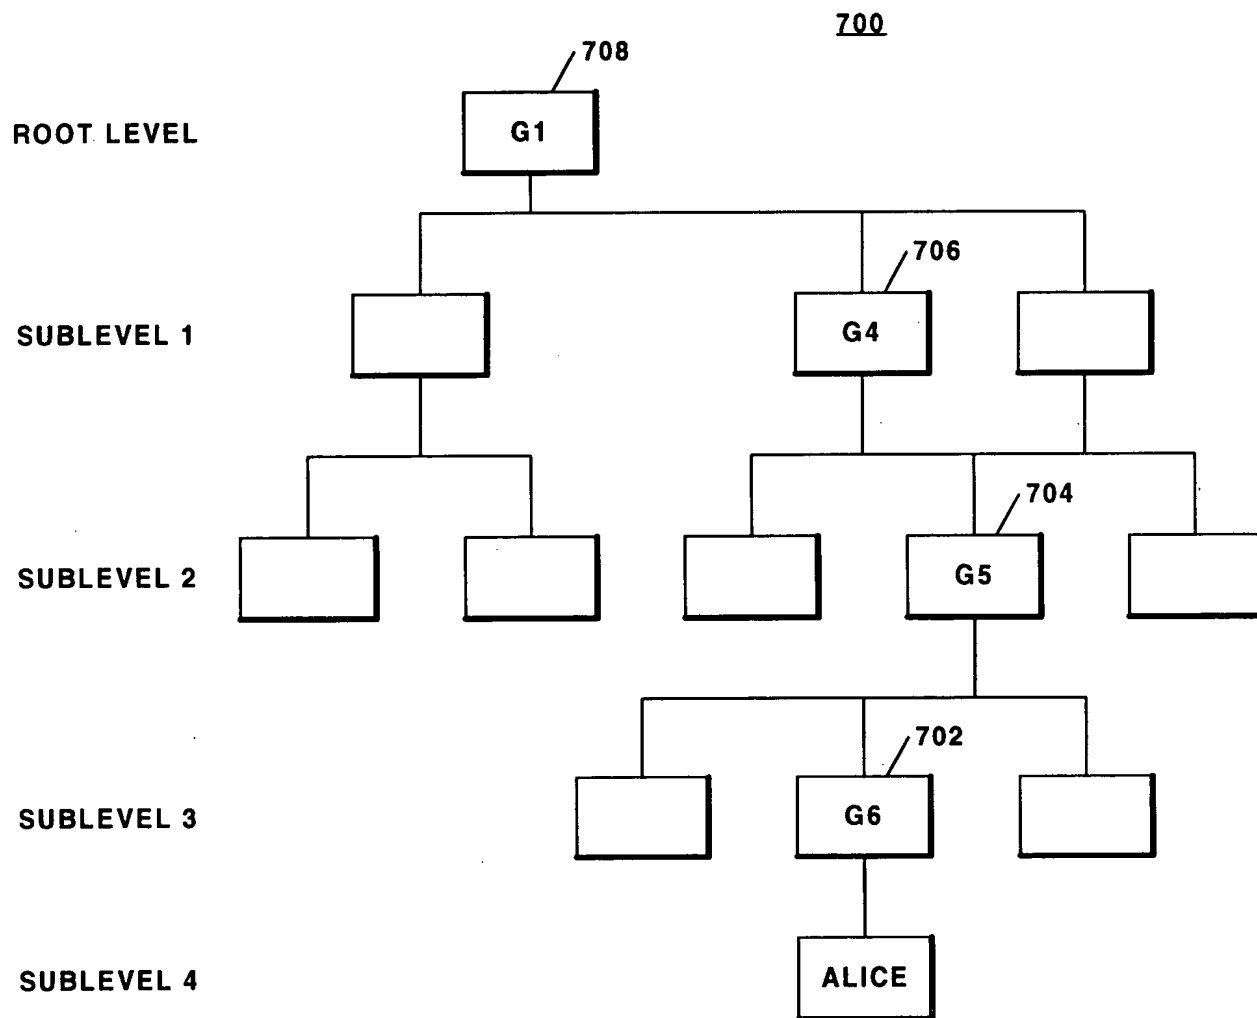 700
708
ROOT LEVEL
G1
706
SUBLEVEL 1
G4
704
SUBLEVEL 2
G5
702
SUBLEVEL 3
G6
SUBLEVEL 4
ALICE